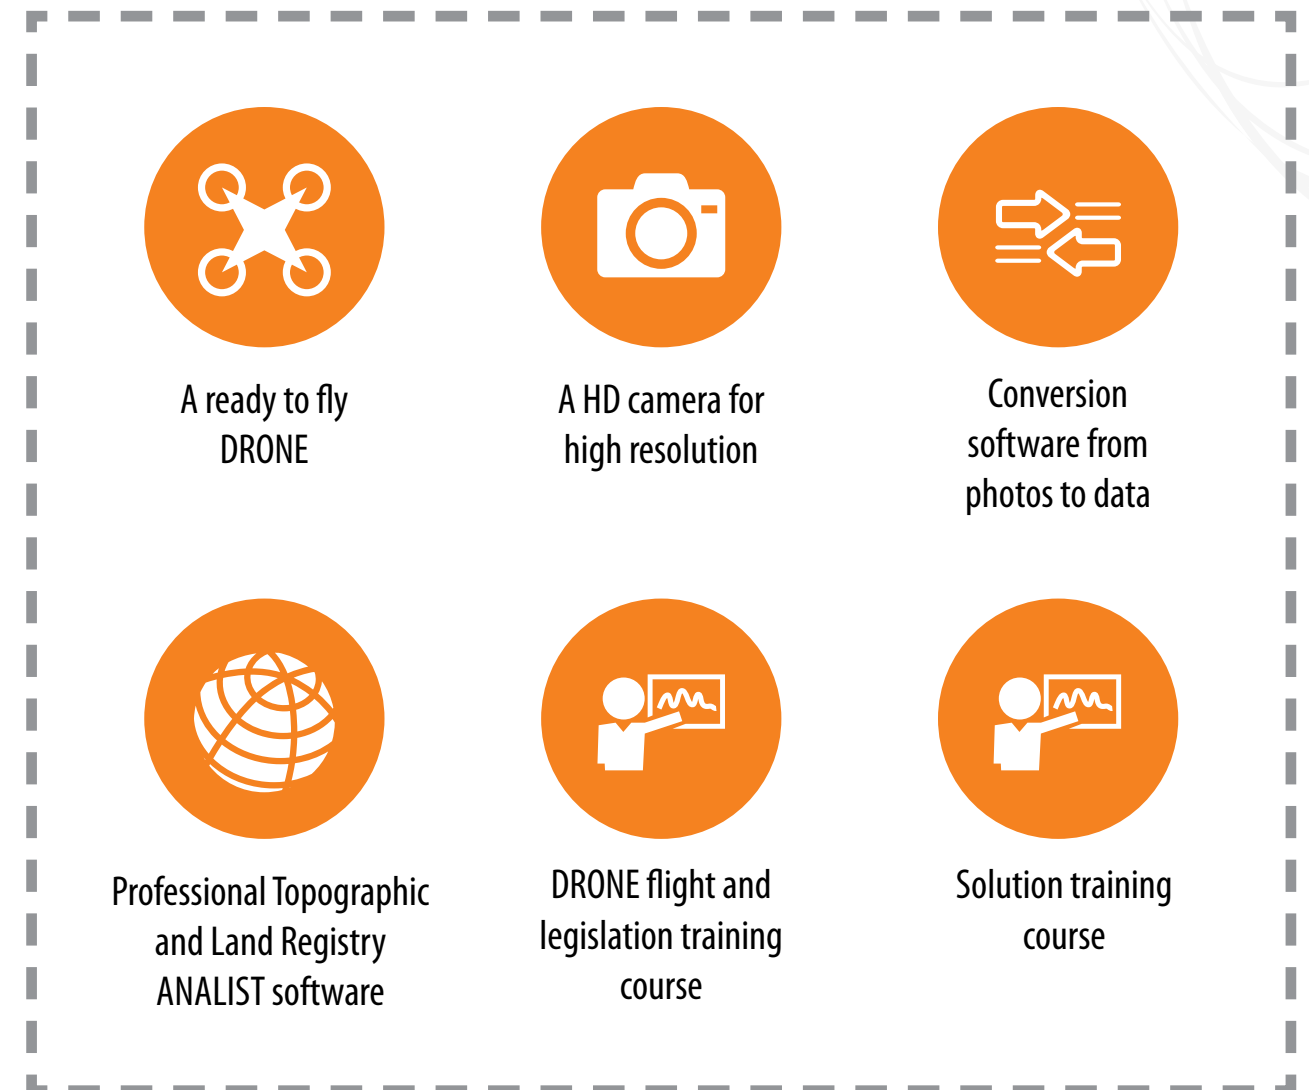 A ready to fly
DRONE
A HD camera for
high resolution
Conversion
software from
photos to data
Professional Topographic
and Land Registry
ANALIST software
DRONE flight and
legislation training
course
Solution training
course